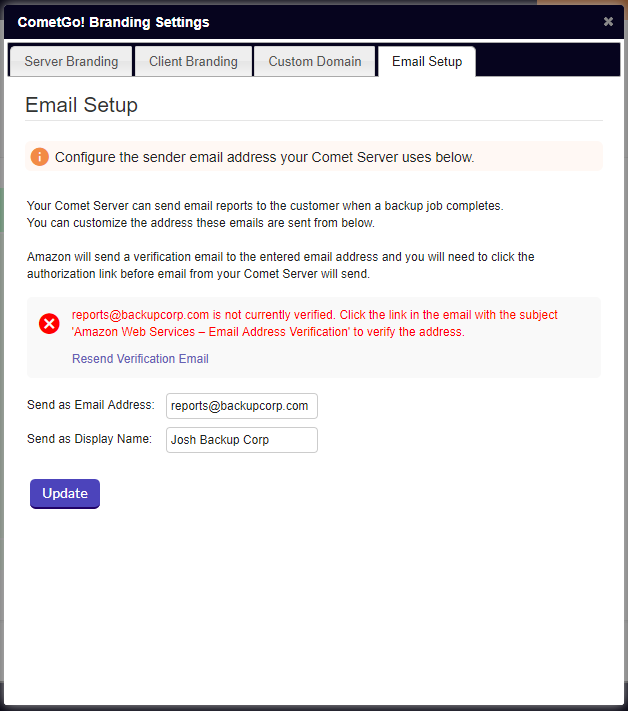 CometGo! Branding Settings
Server Branding
Client Branding
Custom Domain
Email Setup
Email Setup
Configure the sender email address your Comet Server uses below.
Your Comet Server can send email reports to the customer when a backup job completes.
You can customize the address these emails are sent from below.
Amazon will send a verification email to the entered email address and you will need to click the
authorization link before email from your Comet Server will send.
reports@backupcorp.com is not currently verified. Click the link in the email with the subject
'Amazon Web Services – Email Address Verification' to verify the address.
Resend Verification Email
Send as Email Address: reports@backupcorp.com
Send as Display Name: Josh Backup Corp
Update